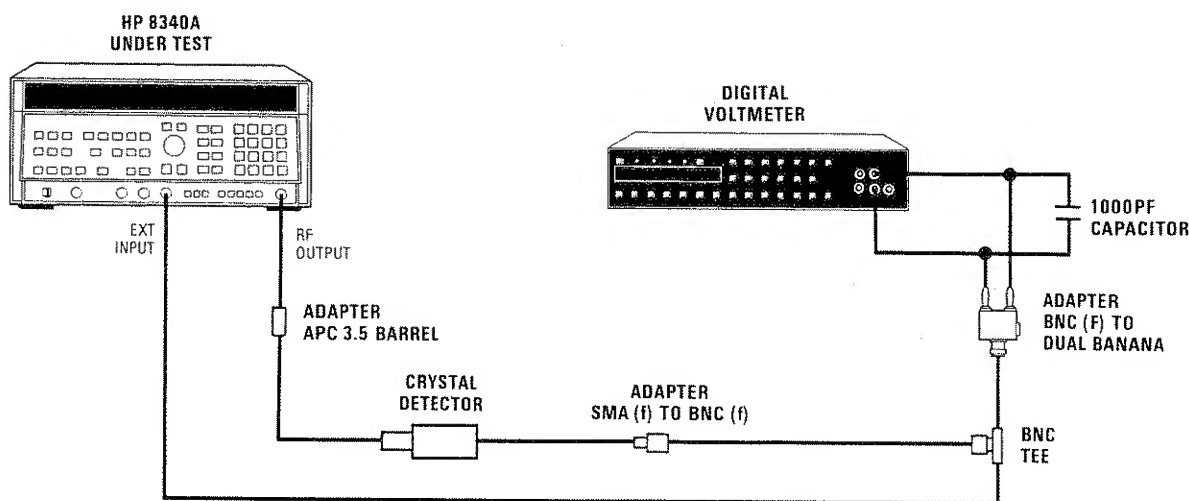 HP 8340A
UNDER TEST
DIGITAL
VOLTMETER
EXT
INPUT
RF
OUTPUT
1000PF
CAPACITOR
ADAPTER
APC 3.5 BARREL
ADAPTER
BNC (F) TO
DUAL BANANA
CRYSTAL
DETECTOR
ADAPTER
SMA (f) TO BNC (f)
BNC
TEE